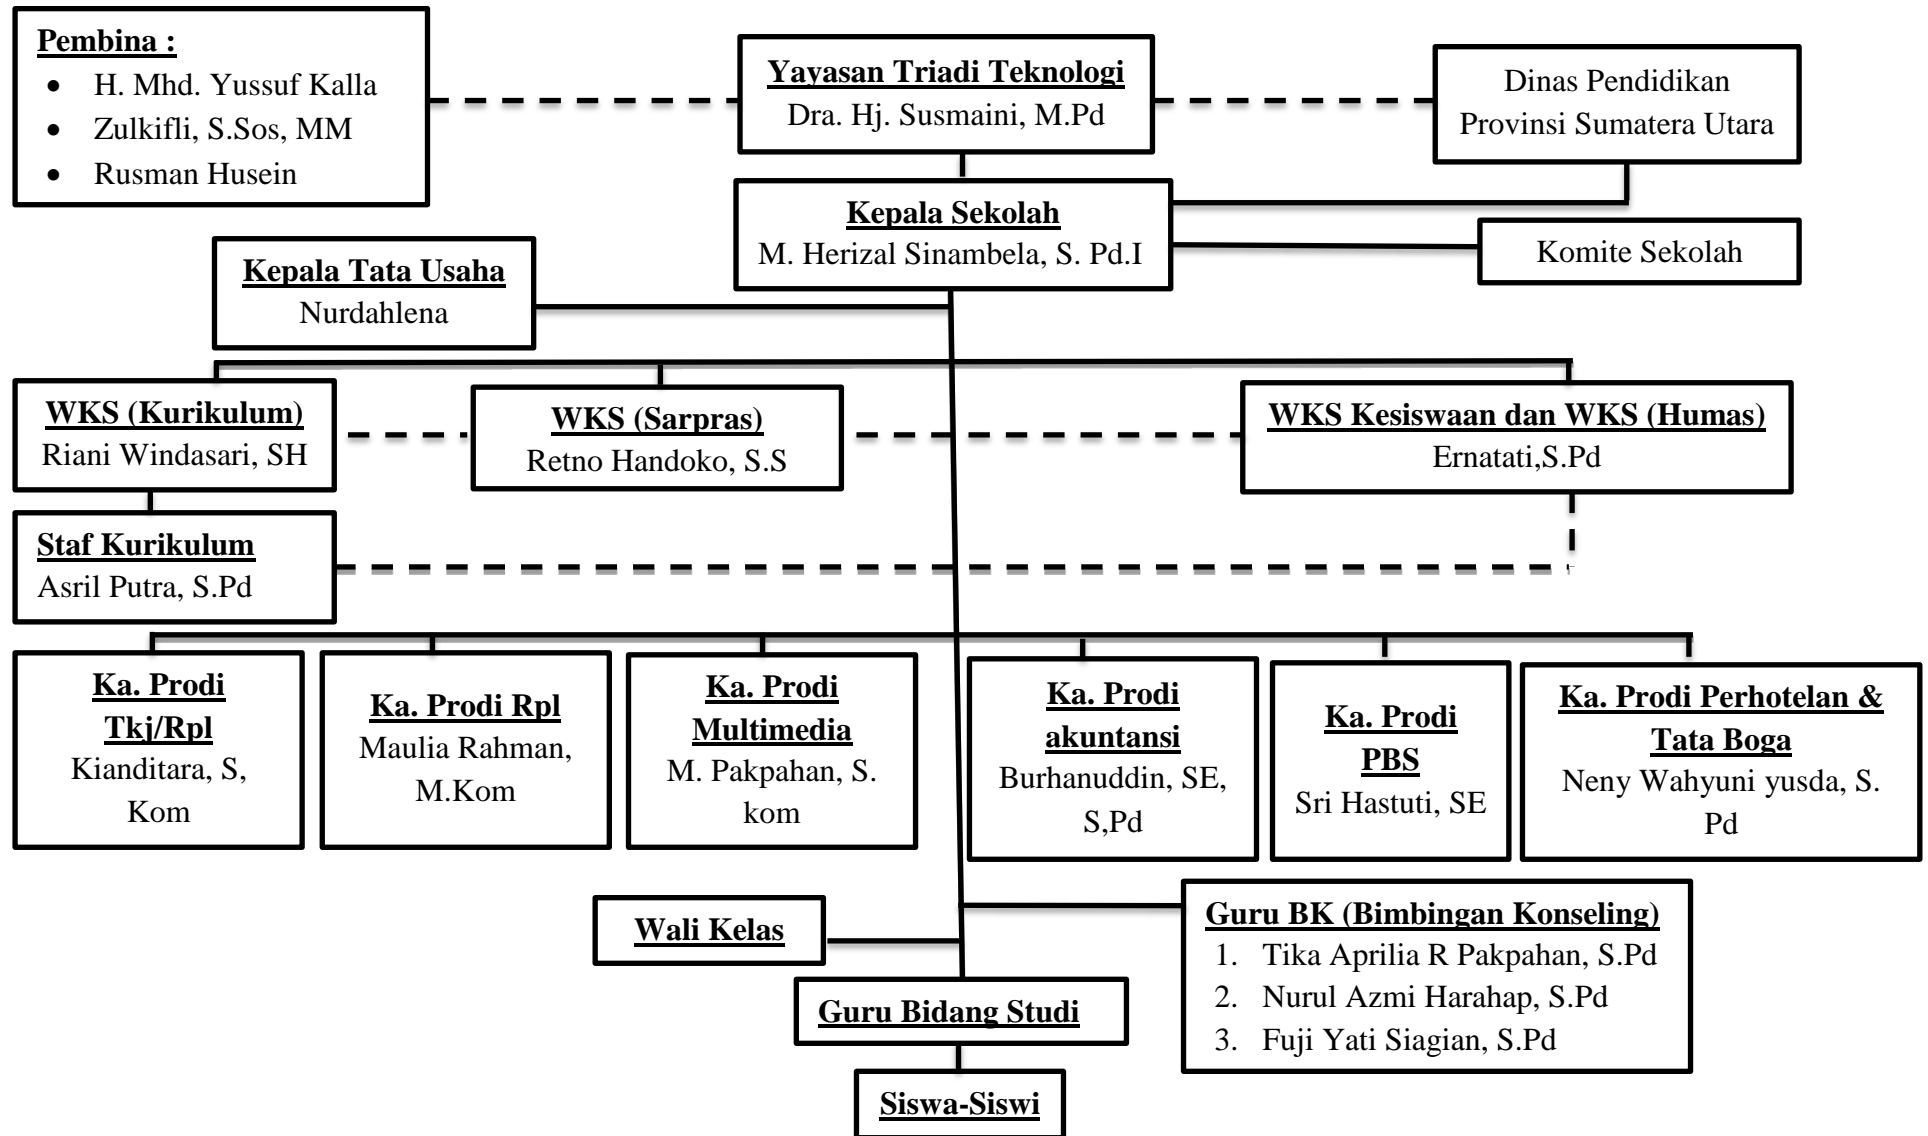 Pembina :
• H. Mhd. Yussuf Kalla
• Zulkifli, S.Sos, MM
• Rusman Husein
Yayasan Triadi Teknologi
Dra. Hj. Susmaini, M.Pd
Dinas Pendidikan
Provinsi Sumatera Utara
Kepala Sekolah
M. Herizal Sinambela, S. Pd.I
Komite Sekolah
Kepala Tata Usaha
Nurdahlena
WKS (Kurikulum)
Riani Windasari, SH
WKS (Sarpras)
Retno Handoko, S.S
WKS Kesiswaan dan WKS (Humas)
Ernatati,S.Pd
Staf Kurikulum
Asril Putra, S.Pd
Ka. Prodi
Tkj/Rpl
Kianditara, S,
Kom
Ka. Prodi Rpl
Maulia Rahman,
M.Kom
Ka. Prodi
Multimedia
M. Pakpahan, S.
kom
Ka. Prodi
akuntansi
Burhanuddin, SE,
S,Pd
Ka. Prodi
PBS
Sri Hastuti, SE
Ka. Prodi Perhotelan &
Tata Boga
Neny Wahyuni yusda, S.
Pd
Wali Kelas
Guru BK (Bimbingan Konseling)
1. Tika Aprilia R Pakpahan, S.Pd
2. Nurul Azmi Harahap, S.Pd
3. Fuji Yati Siagian, S.Pd
Guru Bidang Studi
Siswa-Siswi